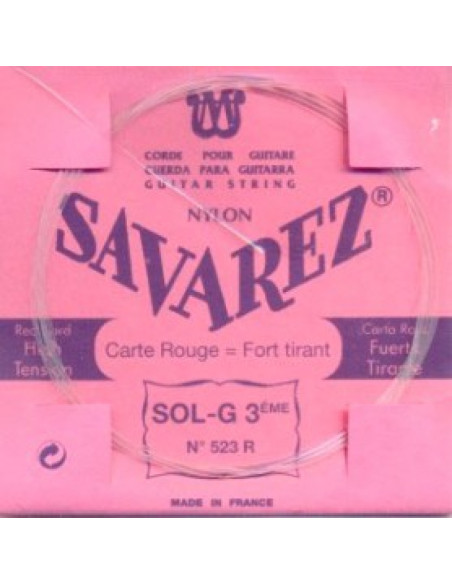 CORDE POUR GUITARE
CUERDA PARA GUITARRA
GUITAR STRING
NYLON
SAVAREZ®
Red Card
High
Tension
Carte Rouge = Fort tirant
Carta Roja
Fuerte
Tirante
SOL-G 3ÉME
N° 523 R
MADE IN FRANCE